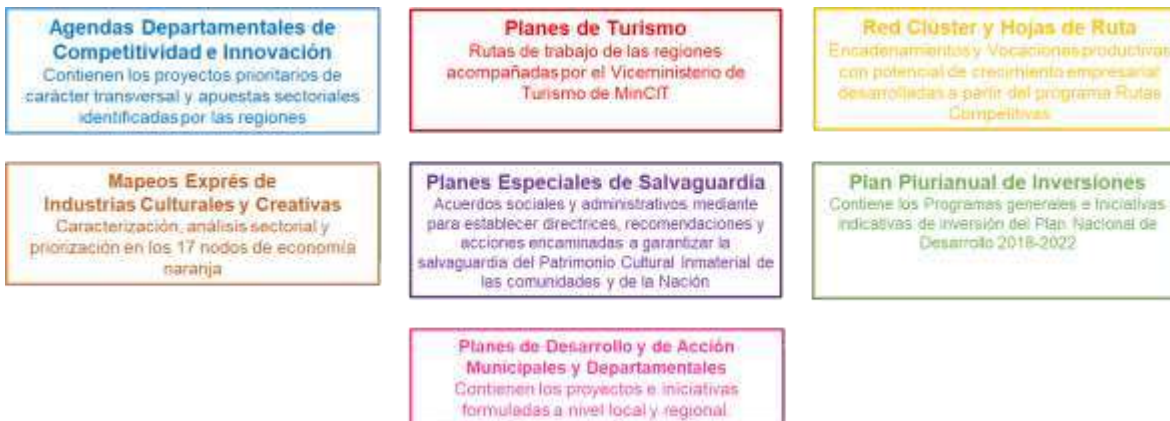 Agendas Departamentales de
Competitividad e Innovación
Contienen los proyectos prioritarios de
carácter transversal y apuestas sectoriales
identificadas por las regiones
Planes de Turismo
Rutas de trabajo de las regiones
acompañadas por el Viceministerio de
Turismo de MinCIT
Red Clúster y Hojas de Ruta
Encadenamientos y Vocaciones productivas
con potencial de crecimiento empresarial
desarrolladas a partir del programa Rutas
Competitivas
Mapeos Exprés de
Industrias Culturales y Creativas
Caracterización, análisis sectorial y
priorización en los 17 nodos de economía
naranja
Planes Especiales de Salvaguardia
Acuerdos sociales y administrativos mediante
para establecer directrices, recomendaciones y
acciones encaminadas a garantizar la
salvaguardia del Patrimonio Cultural Inmaterial de
las comunidades y de la Nación
Plan Plurianual de Inversiones
Contiene los Programas generales e Iniciativas
indicativas de inversión del Plan Nacional de
Desarrollo 2018-2022
Planes de Desarrollo y de Acción
Municipales y Departamentales
Contienen los proyectos e iniciativas
formuladas a nivel local y regional